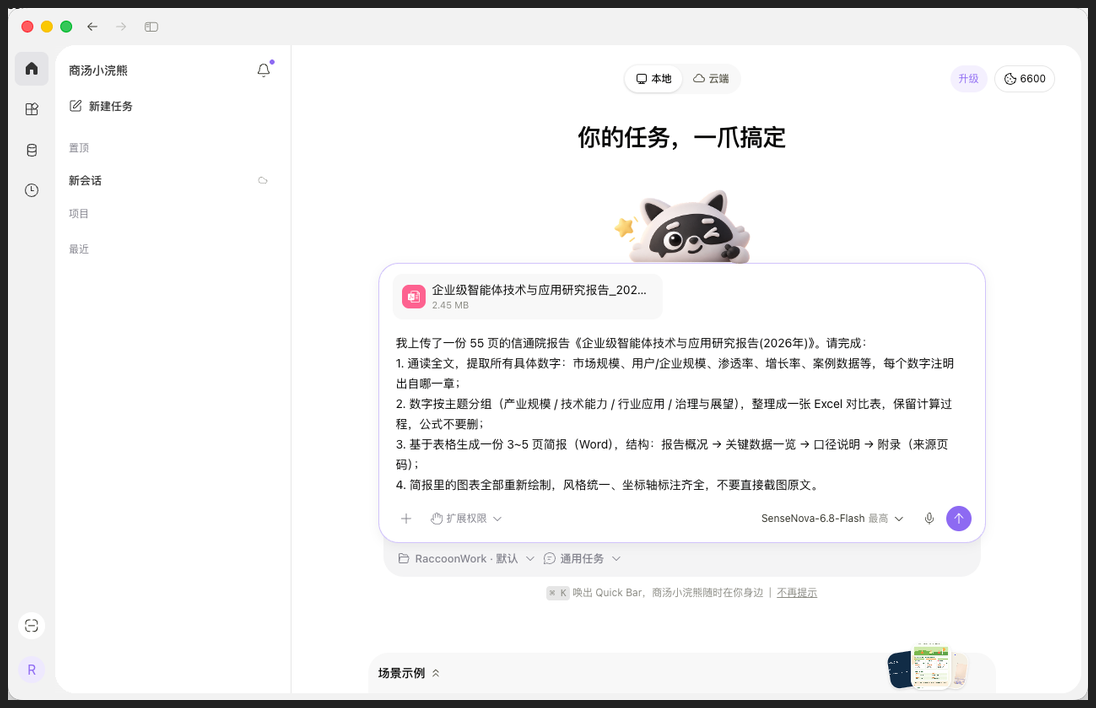 商汤小浣熊
新建任务
置顶
新会话
项目
最近
R
本地
云端
升级
6600
你的任务，一爪搞定
企业级智能体技术与应用研究报告_202...
2.45 MB
我上传了一份 55 页的信通院报告《企业级智能体技术与应用研究报告(2026年)》。请完成：
1. 通读全文，提取所有具体数字：市场规模、用户/企业规模、渗透率、增长率、案例数据等，每个数字注明
出自哪一章；
2. 数字按主题分组（产业规模 / 技术能力 / 行业应用 / 治理与展望），整理成一张 Excel 对比表，保留计算过
程，公式不要删；
3. 基于表格生成一份 3~5 页简报（Word），结构：报告概况 → 关键数据一览 → 口径说明 → 附录（来源页
码）；
4. 简报里的图表全部重新绘制，风格统一、坐标轴标注齐全，不要直接截图原文。
扩展权限
SenseNova-6.8-Flash 最高
RaccoonWork · 默认
通用任务
⌘ K 唤出 Quick Bar，商汤小浣熊随时在你身边 | 不再提示
场景示例